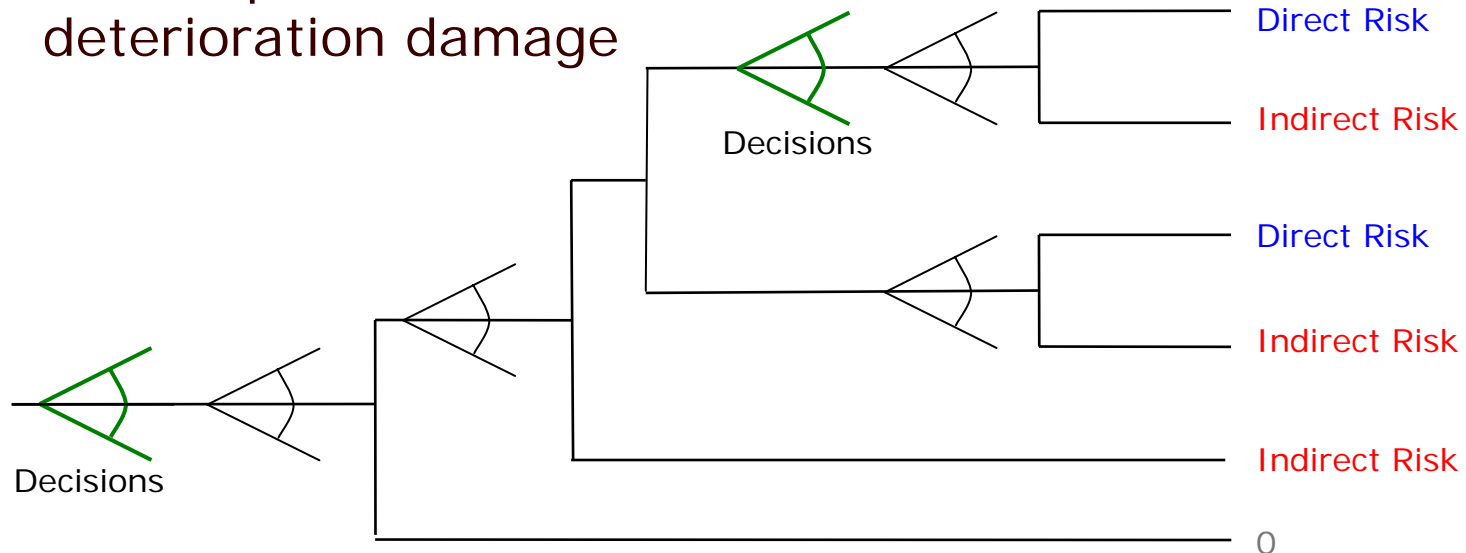 deterioration damage
Direct Risk
Indirect Risk
Decisions
Direct Risk
Indirect Risk
Decisions
Indirect Risk
0